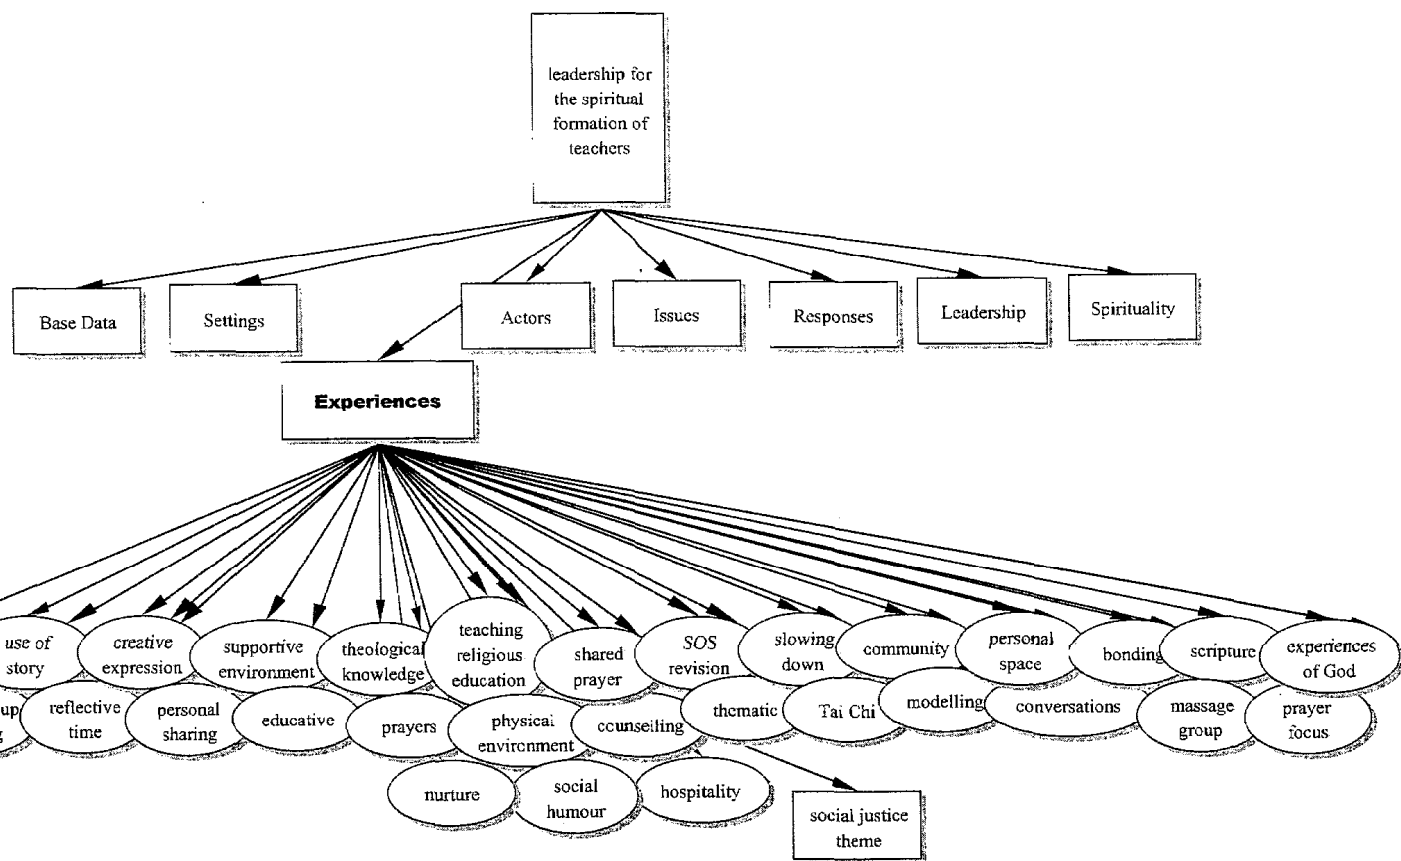 leadership for
the spiritual
formation of
teachers
Base Data
Settings
Actors
Issues
Responses
Leadership
Spirituality
Experiences
use of
story
creative
expression
supportive
environment
theological
knowledge
teaching
religious
education
shared
prayer
SOS
revision
slowing
down
community
personal
space
bonding
scripture
experiences
of God
up
g
reflective
time
personal
sharing
educative
prayers
physical
environment
counselling
thematic
Tai Chi
modelling
conversations
massage
group
prayer
focus
nurture
social
humour
hospitality
social justice
theme